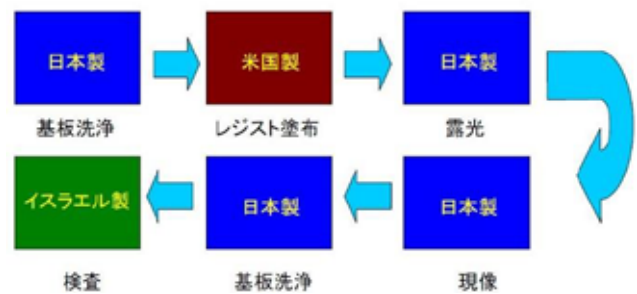 日本製
米国製
日本製
基板洗浄
レジスト塗布
露光
イスラエル製
日本製
日本製
検査
基板洗浄
現像